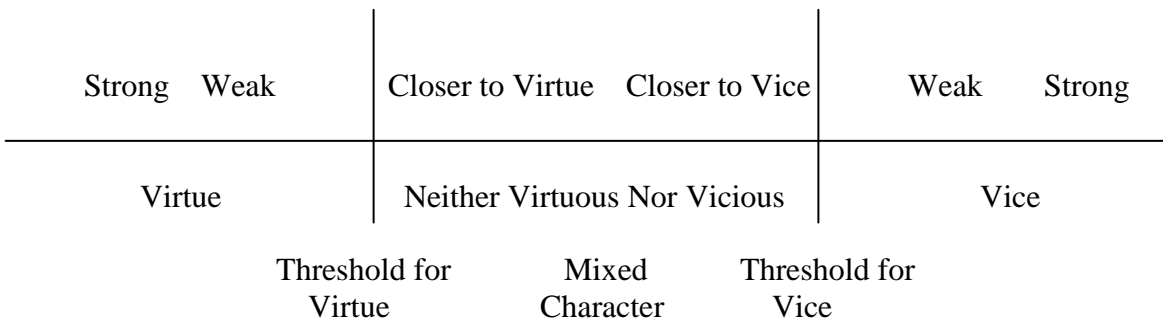 Strong Weak Closer to Virtue Closer to Vice Weak Strong
Virtue Neither Virtuous Nor Vicious Vice
Threshold for Mixed Threshold for
Virtue Character Vice